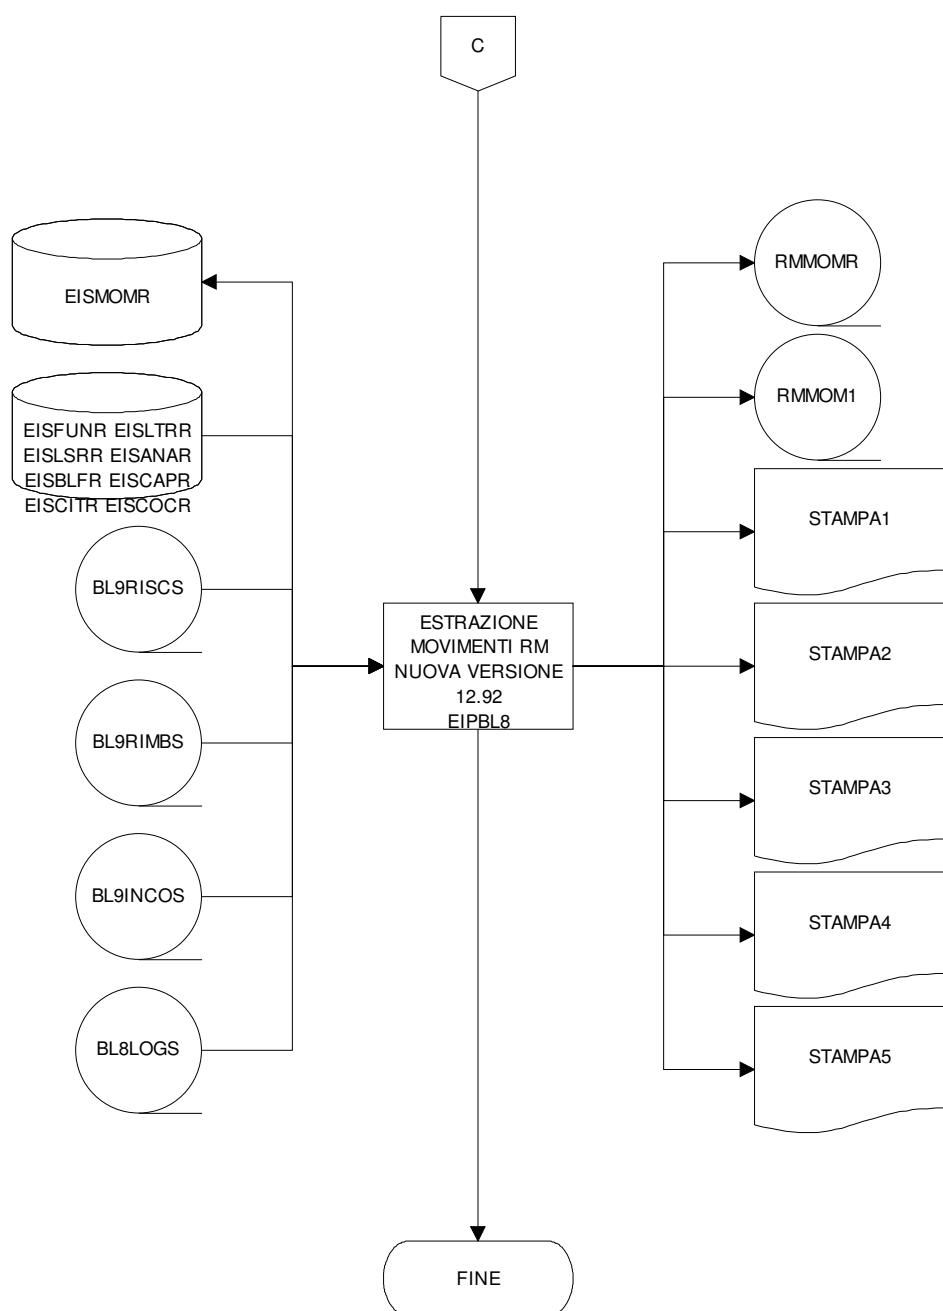 C
EISMOMR
EISFUNR EISLTRR
EISLSRR EISANAR
EISBLFR EISCAPR
EISCITR EISCOCR
BL9RISCS
BL9RIMBS
BL9INCOS
BL8LOGS
ESTRAZIONE
MOVIMENTI RM
NUOVA VERSIONE
12.92
EIPBL8
RMMOMR
RMMOM1
STAMPA1
STAMPA2
STAMPA3
STAMPA4
STAMPA5
FINE